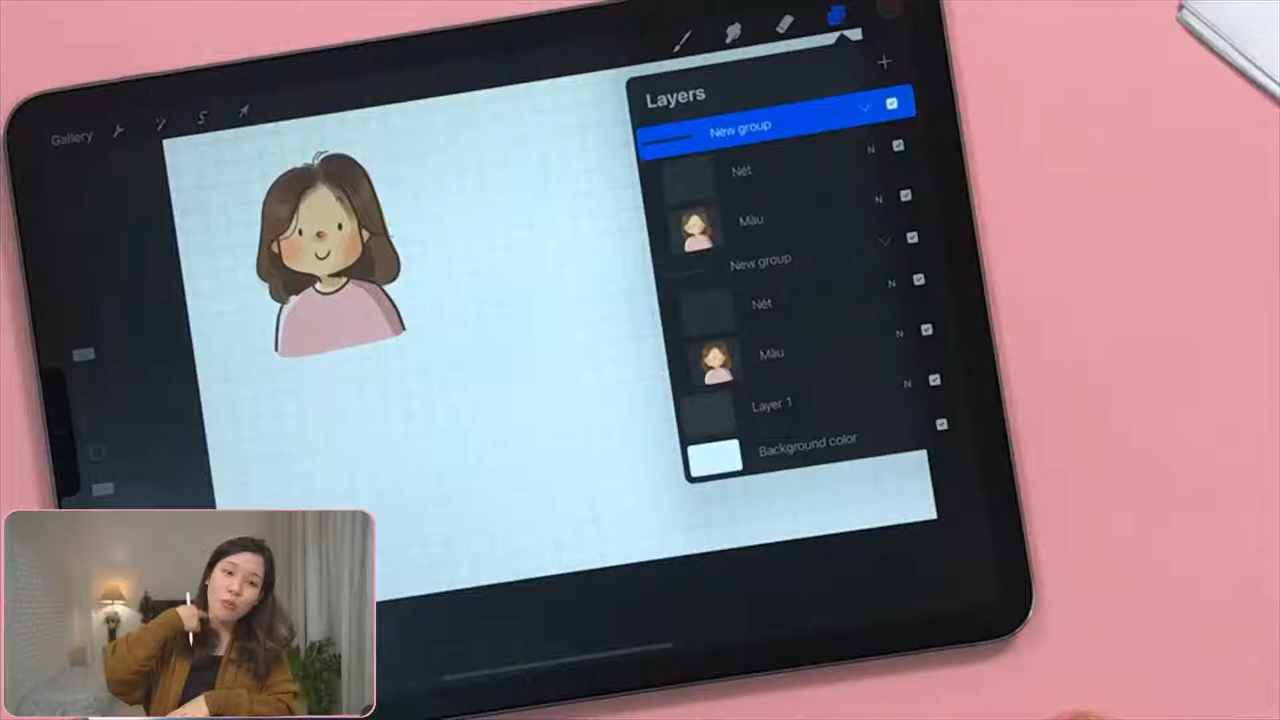 Gallery
Layers
New group
N
Nét
N
Màu
New group
N
Nét
N
Màu
N
Layer 1
Background color